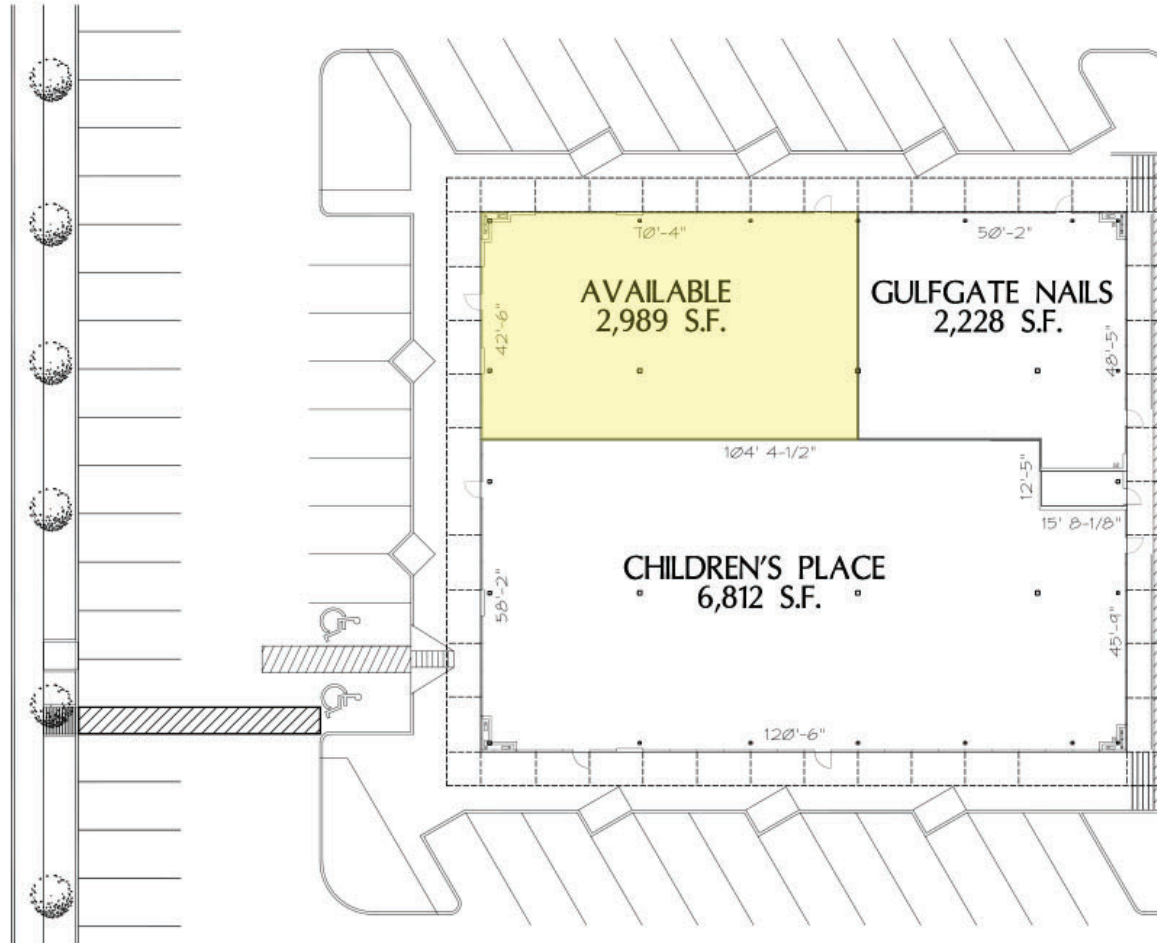 70'-4"
50'-2"
AVAILABLE
2,989 S.F.
GULFGATE NAILS
2,228 S.F.
42'-6"
48'-5"
104' 4-1/2"
12'-5"
15' 8-1/8"
CHILDREN'S PLACE
6,812 S.F.
58'-2"
45'-9"
120'-6"